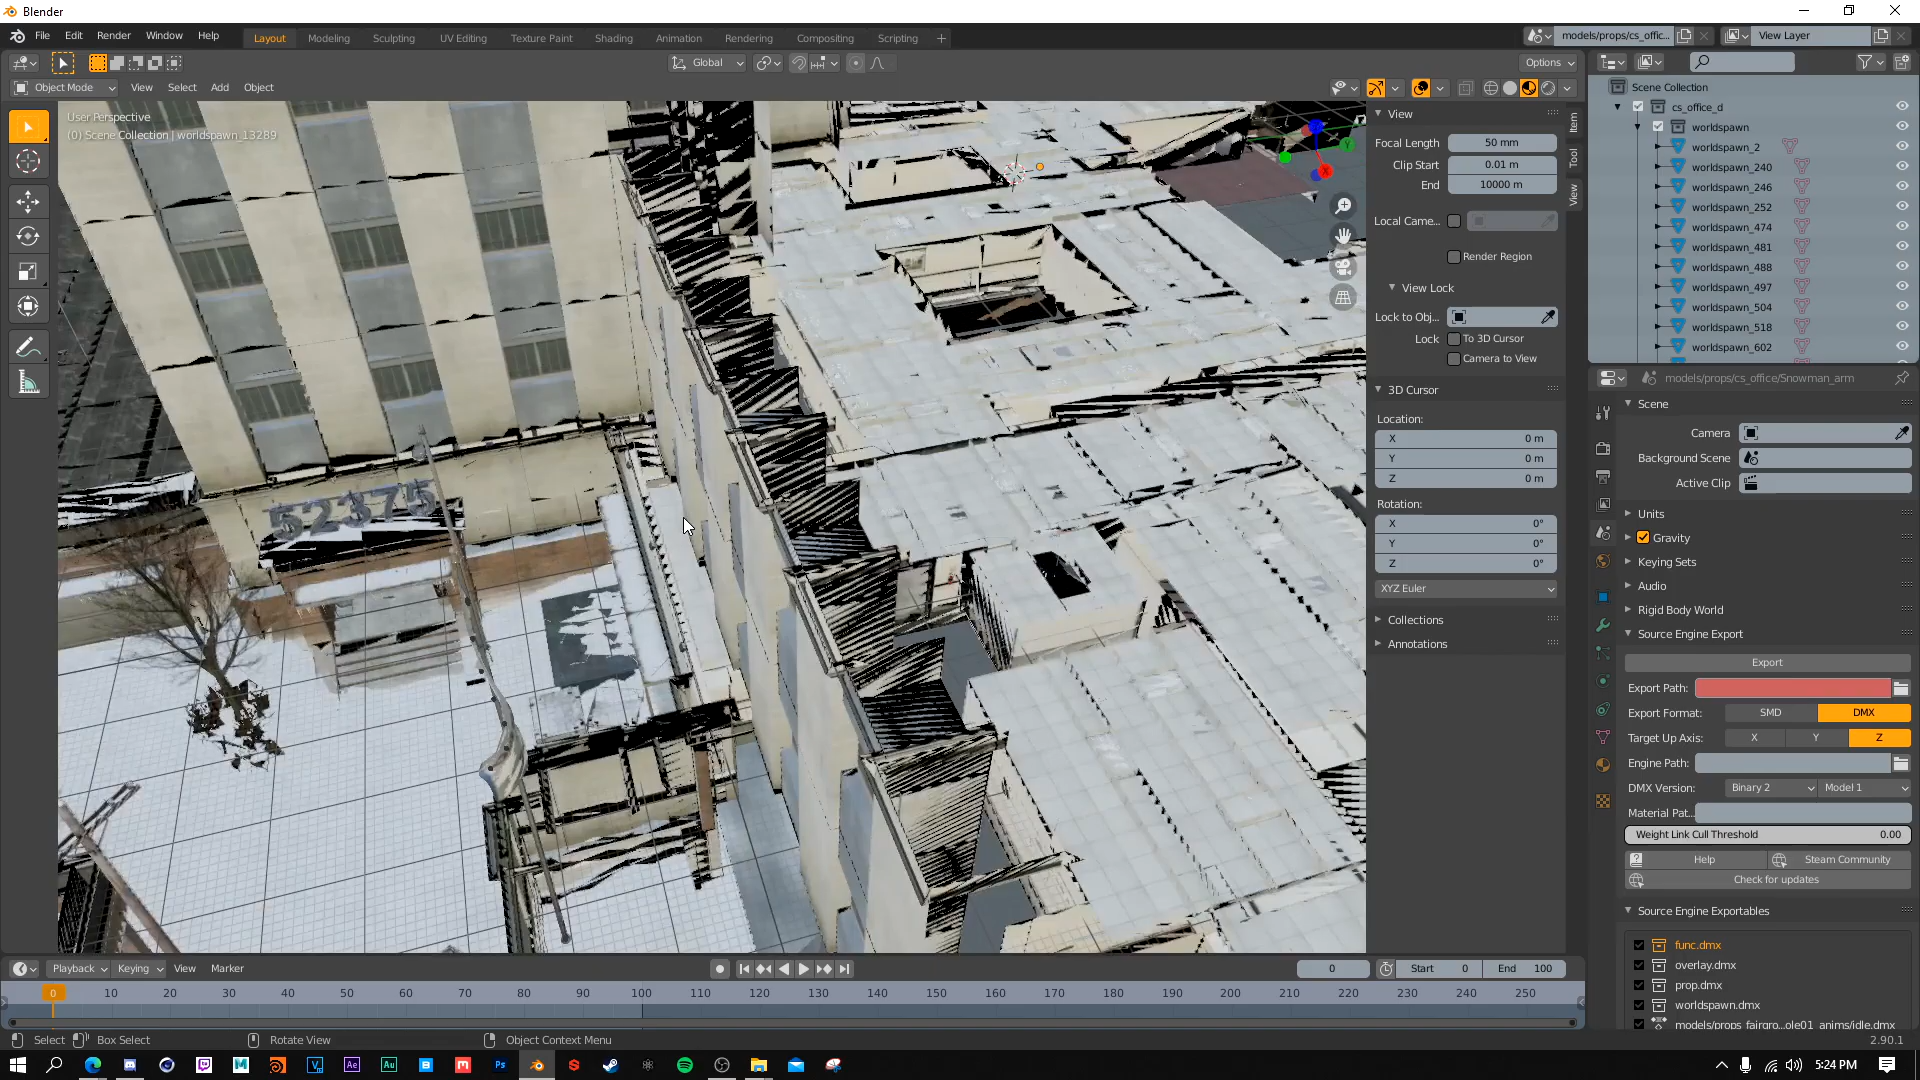 Blender
File Edit Render Window Help
Layout Modeling Sculpting UV Editing Texture Paint Shading Animation Rendering Compositing Scripting +
models/props/cs_offic...
View Layer
Global
Options
Object Mode View Select Add Object
User Perspective
(0) Scene Collection | worldspawn_13289
52375
Y
X
View
Focal Length 50 mm
Clip Start 0.01 m
End 10000 m
Local Came...
Render Region
View Lock
Lock to Obj...
Lock To 3D Cursor
Camera to View
3D Cursor
Location:
X 0 m
Y 0 m
Z 0 m
Rotation:
X 0°
Y 0°
Z 0°
XYZ Euler
Collections
Annotations
Item
Tool
View
Scene Collection
cs_office_d
worldspawn
worldspawn_2
worldspawn_240
worldspawn_246
worldspawn_252
worldspawn_474
worldspawn_481
worldspawn_488
worldspawn_497
worldspawn_504
worldspawn_518
worldspawn_602
models/props/cs_office/Snowman_arm
Scene
Camera
Background Scene
Active Clip
Units
Gravity
Keying Sets
Audio
Rigid Body World
Source Engine Export
Export
Export Path:
Export Format: SMD DMX
Target Up Axis: X Y Z
Engine Path:
DMX Version: Binary 2 Model 1
Material Pat...
Weight Link Cull Threshold 0.00
Help Steam Community
Check for updates
Source Engine Exportables
func.dmx
overlay.dmx
prop.dmx
worldspawn.dmx
models/props_fairgro...ole01_anims/idle.dmx
Playback Keying View Marker
0 Start 0 End 100
0 10 20 30 40 50 60 70 80 90 100 110 120 130 140 150 160 170 180 190 200 210 220 230 240 250
Select Box Select Rotate View Object Context Menu
2.90.1
Ae Au Ps
5:24 PM